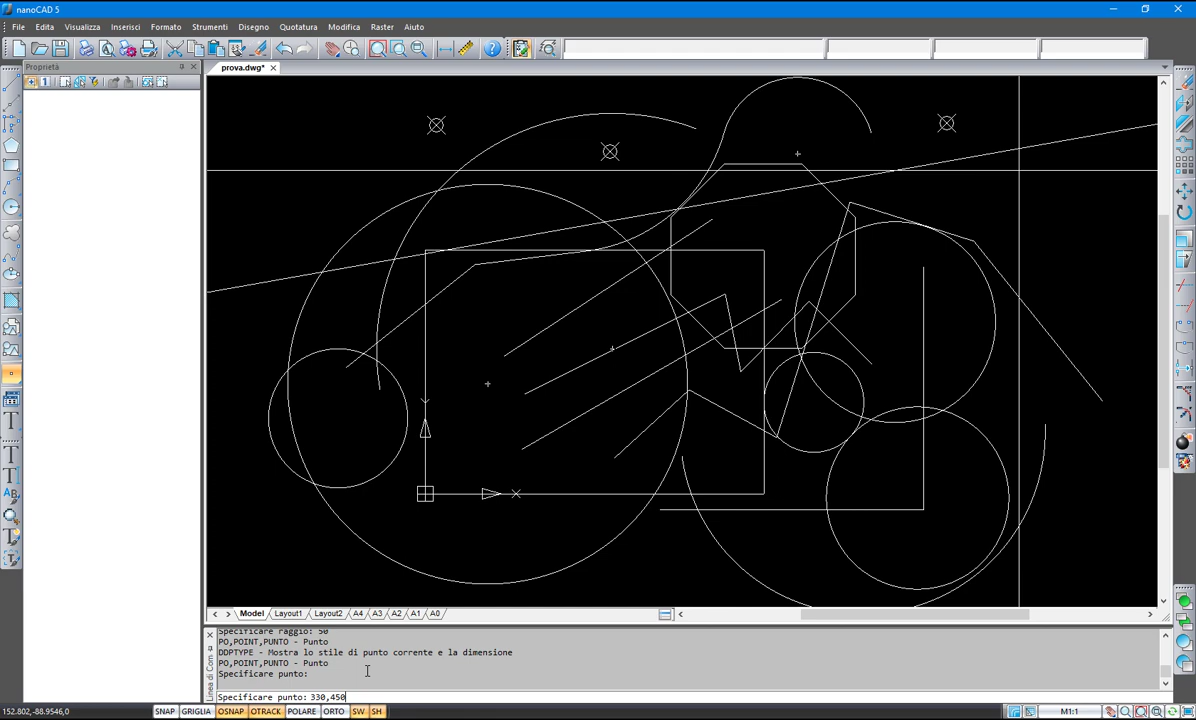 nanoCAD 5
File Edita Visualizza Inserisci Formato Strumenti Disegno Quotatura Modifica Raster Aiuto
Proprietà
prova.dwg*
Y
X
Model Layout1 Layout2 A4 A3 A2 A1 A0
Specificare raggio: 50
PO,POINT,PUNTO - Punto
DDPTYPE - Mostra lo stile di punto corrente e la dimensione
PO,POINT,PUNTO - Punto
Specificare punto:
Linea di Com
Specificare punto: 330,450
152.802,-88.9546,0 SNAP GRIGLIA OSNAP OTRACK POLARE ORTO SW SH M1:1